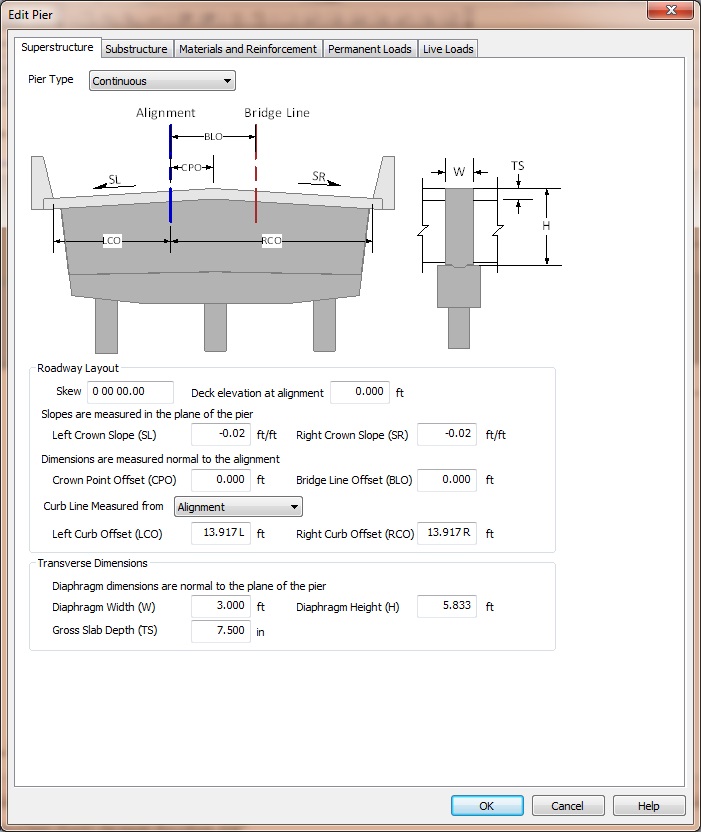 Edit Pier
Superstructure Substructure Materials and Reinforcement Permanent Loads Live Loads
Pier Type Continuous
Alignment Bridge Line
BLO
CPO
SL SR
LCO RCO
W TS
H
Roadway Layout
Skew 0 00 00.00 Deck elevation at alignment 0.000 ft
Slopes are measured in the plane of the pier
Left Crown Slope (SL) -0.02 ft/ft Right Crown Slope (SR) -0.02 ft/ft
Dimensions are measured normal to the alignment
Crown Point Offset (CPO) 0.000 ft Bridge Line Offset (BLO) 0.000 ft
Curb Line Measured from Alignment
Left Curb Offset (LCO) 13.917 L ft Right Curb Offset (RCO) 13.917 R ft
Transverse Dimensions
Diaphragm dimensions are normal to the plane of the pier
Diaphragm Width (W) 3.000 ft Diaphragm Height (H) 5.833 ft
Gross Slab Depth (TS) 7.500 in
OK Cancel Help